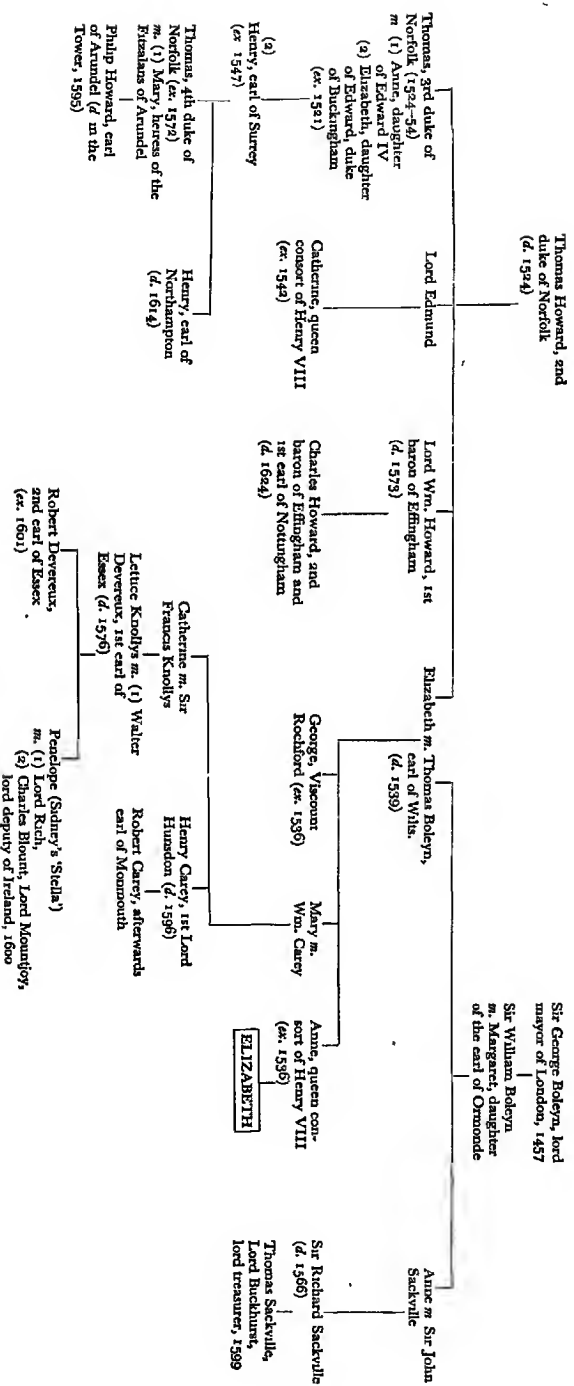 Thomas Howard, 2nd
duke of Norfolk
(d. 1524)
Sir George Boleyn, lord
mayor of London, 1457
Sir William Boleyn
m. Margaret, daughter
of the earl of Ormonde
Thomas, 3rd duke of
Norfolk (1524–54)
m (1) Anne, daughter
of Edward IV
(2) Elizabeth, daughter
of Edward, duke
of Buckingham
(ex. 1521)
Lord Edmund
Lord Wm. Howard, 1st
baron of Effingham
(d. 1573)
Elizabeth m. Thomas Boleyn,
earl of Wilts.
(d. 1539)
Anne m Sir John
Sackville
(2)
Henry, earl of Surrey
(ex 1547)
Catherine, queen
consort of Henry VIII
(ex. 1542)
Charles Howard, 2nd
baron of Effingham and
1st earl of Nottingham
(d. 1624)
George, Viscount
Rochford (ex. 1536)
Mary m.
Wm. Carey
Anne, queen con-
sort of Henry VIII
(ex. 1536)
Sir Richard Sackville
(d. 1566)
Thomas, 4th duke of
Norfolk (ex. 1572)
m. (1) Mary, heiress of the
Fitzalans of Arundel
Henry, earl of
Northampton
(d. 1614)
Catherine m. Sir
Francis Knollys
Henry Carey, 1st Lord
Hunsdon (d. 1596)
ELIZABETH
Thomas Sackville,
Lord Buckhurst,
lord treasurer, 1599
Philip Howard, earl
of Arundel (d in the
Tower, 1595)
Lettice Knollys m. (1) Walter
Devereux, 1st earl of
Essex (d. 1576)
Robert Carey, afterwards
earl of Monmouth
Robert Devereux,
2nd earl of Essex
(ex. 1601)
Penelope (Sidney's 'Stella')
m. (1) Lord Rich,
(2) Charles Blount, Lord Mountjoy,
lord deputy of Ireland, 1600